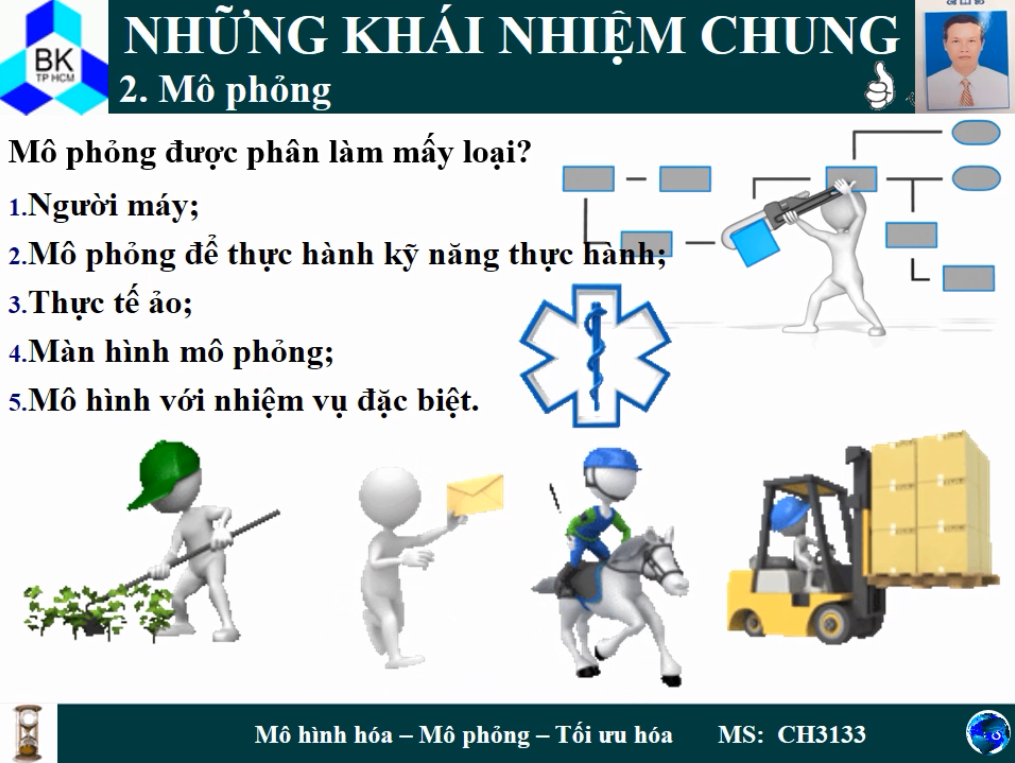 BK
TP HCM
NHỮNG KHÁI NHIỆM CHUNG
2. Mô phỏng
Mô phỏng được phân làm mấy loại?
1.Người máy;
2.Mô phỏng để thực hành kỹ năng thực hành;
3.Thực tế ảo;
4.Màn hình mô phỏng;
5.Mô hình với nhiệm vụ đặc biệt.
Mô hình hóa – Mô phỏng – Tối ưu hóa MS: CH3133